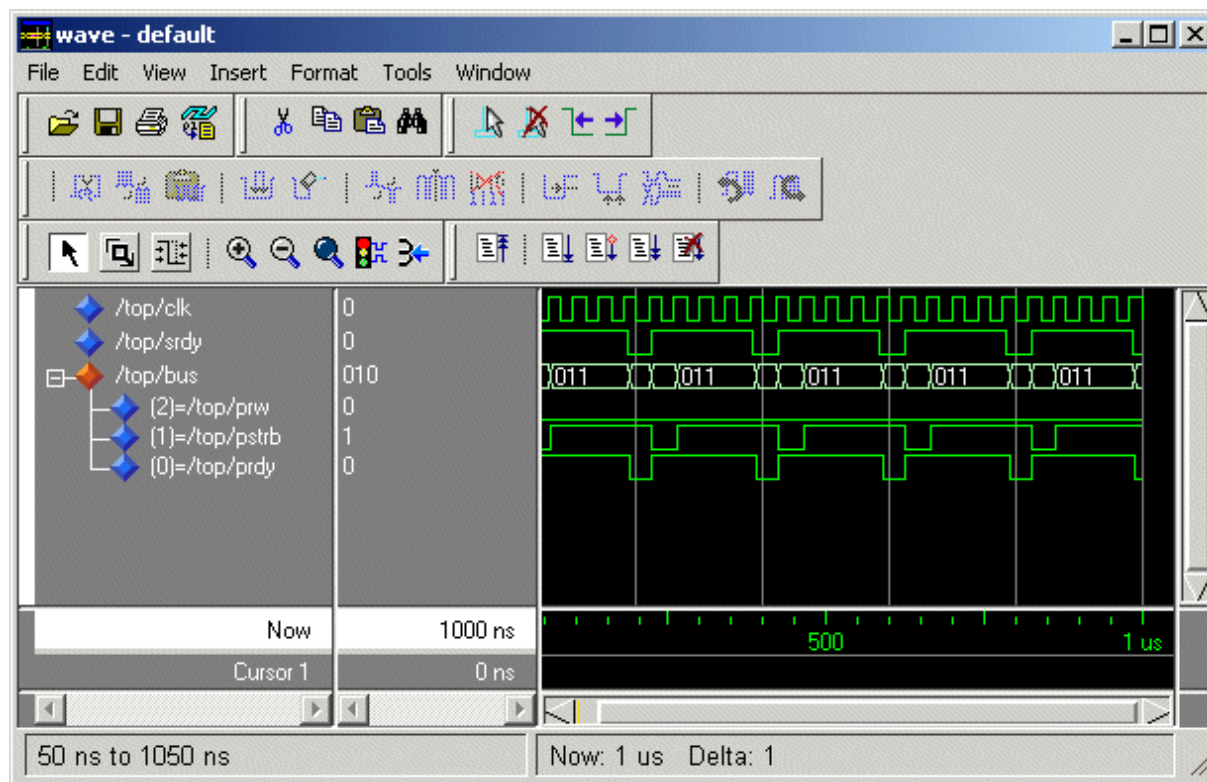 wave - default
File Edit View Insert Format Tools Window
/top/clk 0
/top/srdy 0
/top/bus 010 011 011 011 011 011
(2)=/top/prw 0
(1)=/top/pstrb 1
(0)=/top/prdy 0
Now 1000 ns 500 1 us
Cursor 1 0 ns
50 ns to 1050 ns Now: 1 us Delta: 1